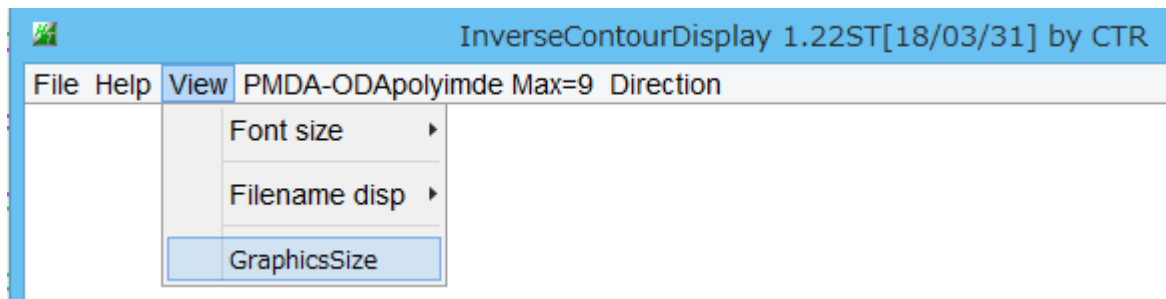 InverseContourDisplay 1.22ST[18/03/31] by CTR
File Help View PMDA-ODApolyimde Max=9 Direction
Font size
Filename disp
GraphicsSize